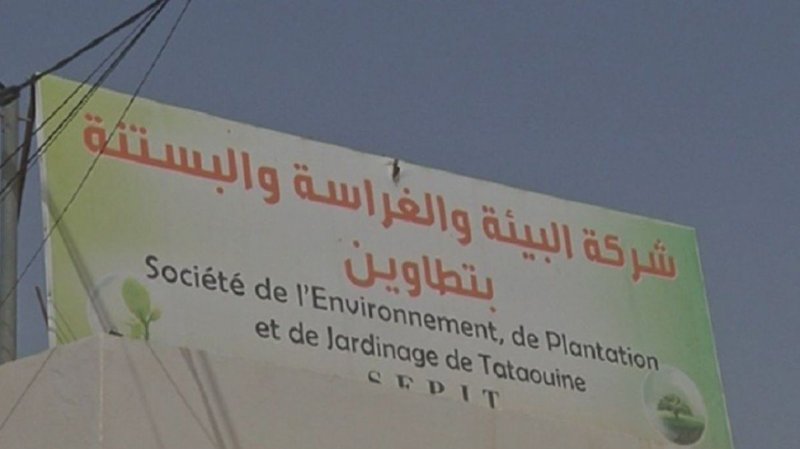 شركة البيئة والغراسة والبستنة
بتطاوين
Société de l'Environnement, de Plantation
et de Jardinage de Tataouine